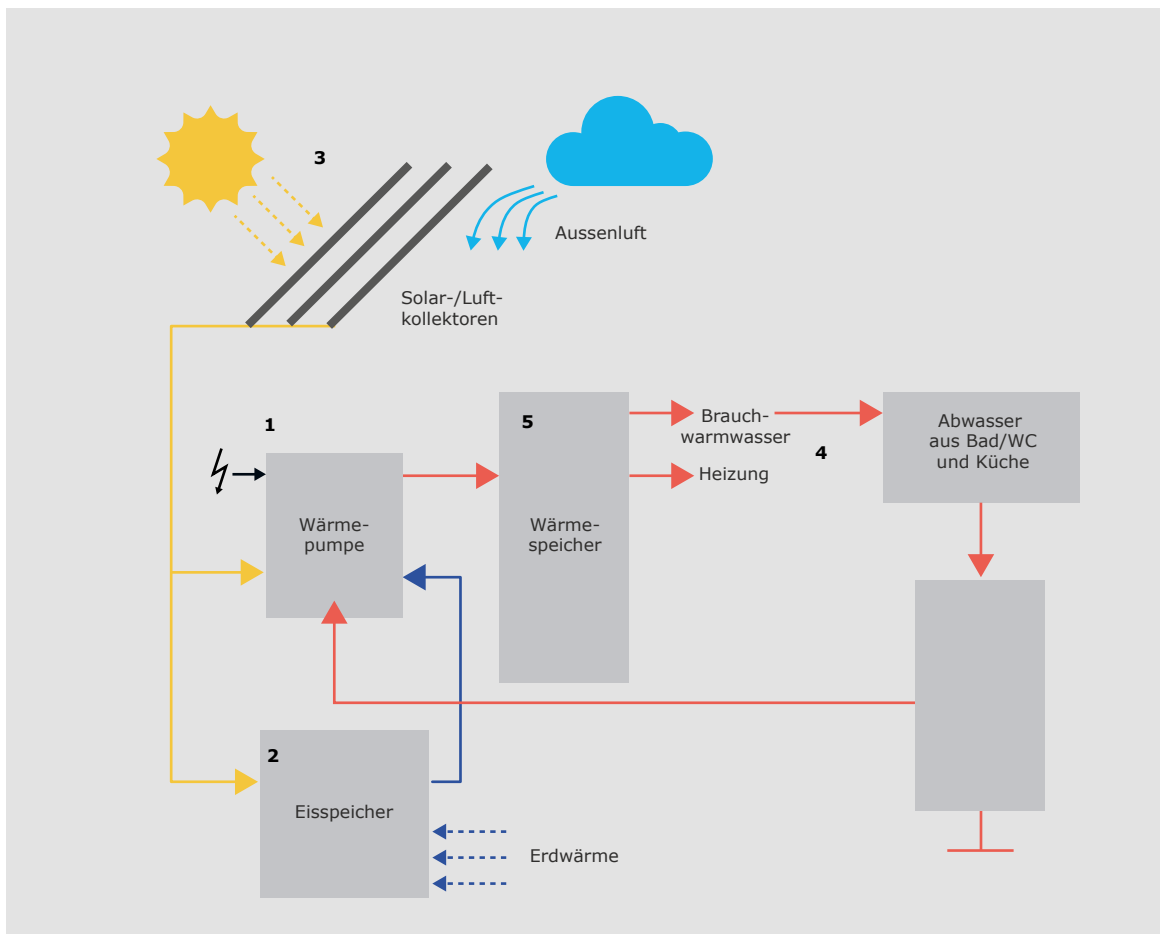 3
Aussenluft
Solar-/Luft-
kollektoren
1
5
Brauch-
warmwasser
4
Abwasser
aus Bad/WC
und Küche
Heizung
Wärme-
pumpe
Wärme-
speicher
2
Eisspeicher
Erdwärme